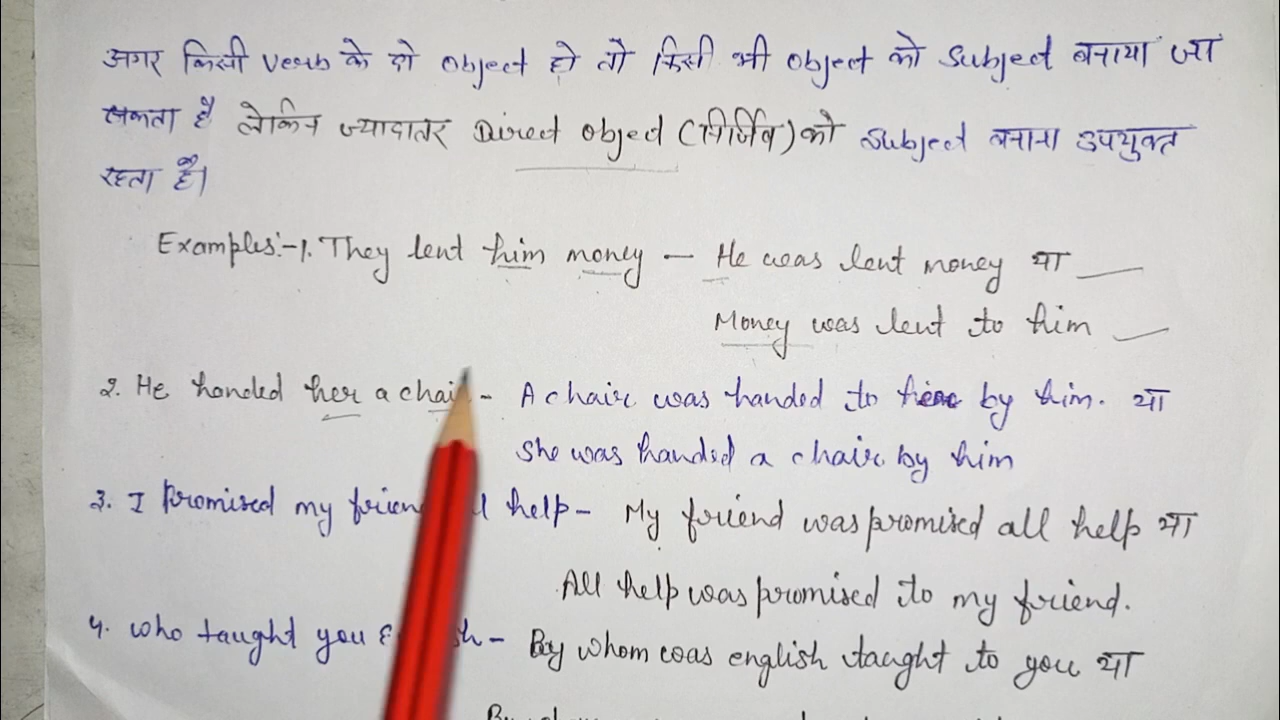 अगर किसी verb के दो object हो तो किसी भी object को Subject बनाया जा
सकता है लेकिन ज्यादातर Direct object (निर्जिव) को Subject बनाना उपयुक्त
रहता है।
Examples:-1. They lent him money - He was lent money या
Money was lent to him
2. He handed her a chair - A chair was handed to her by him. या
She was handed a chair by him
3. I Promised my friend all help - My friend was promised all help या
All help was promised to my friend.
4. who taught you English - By whom was english taught to you या
By